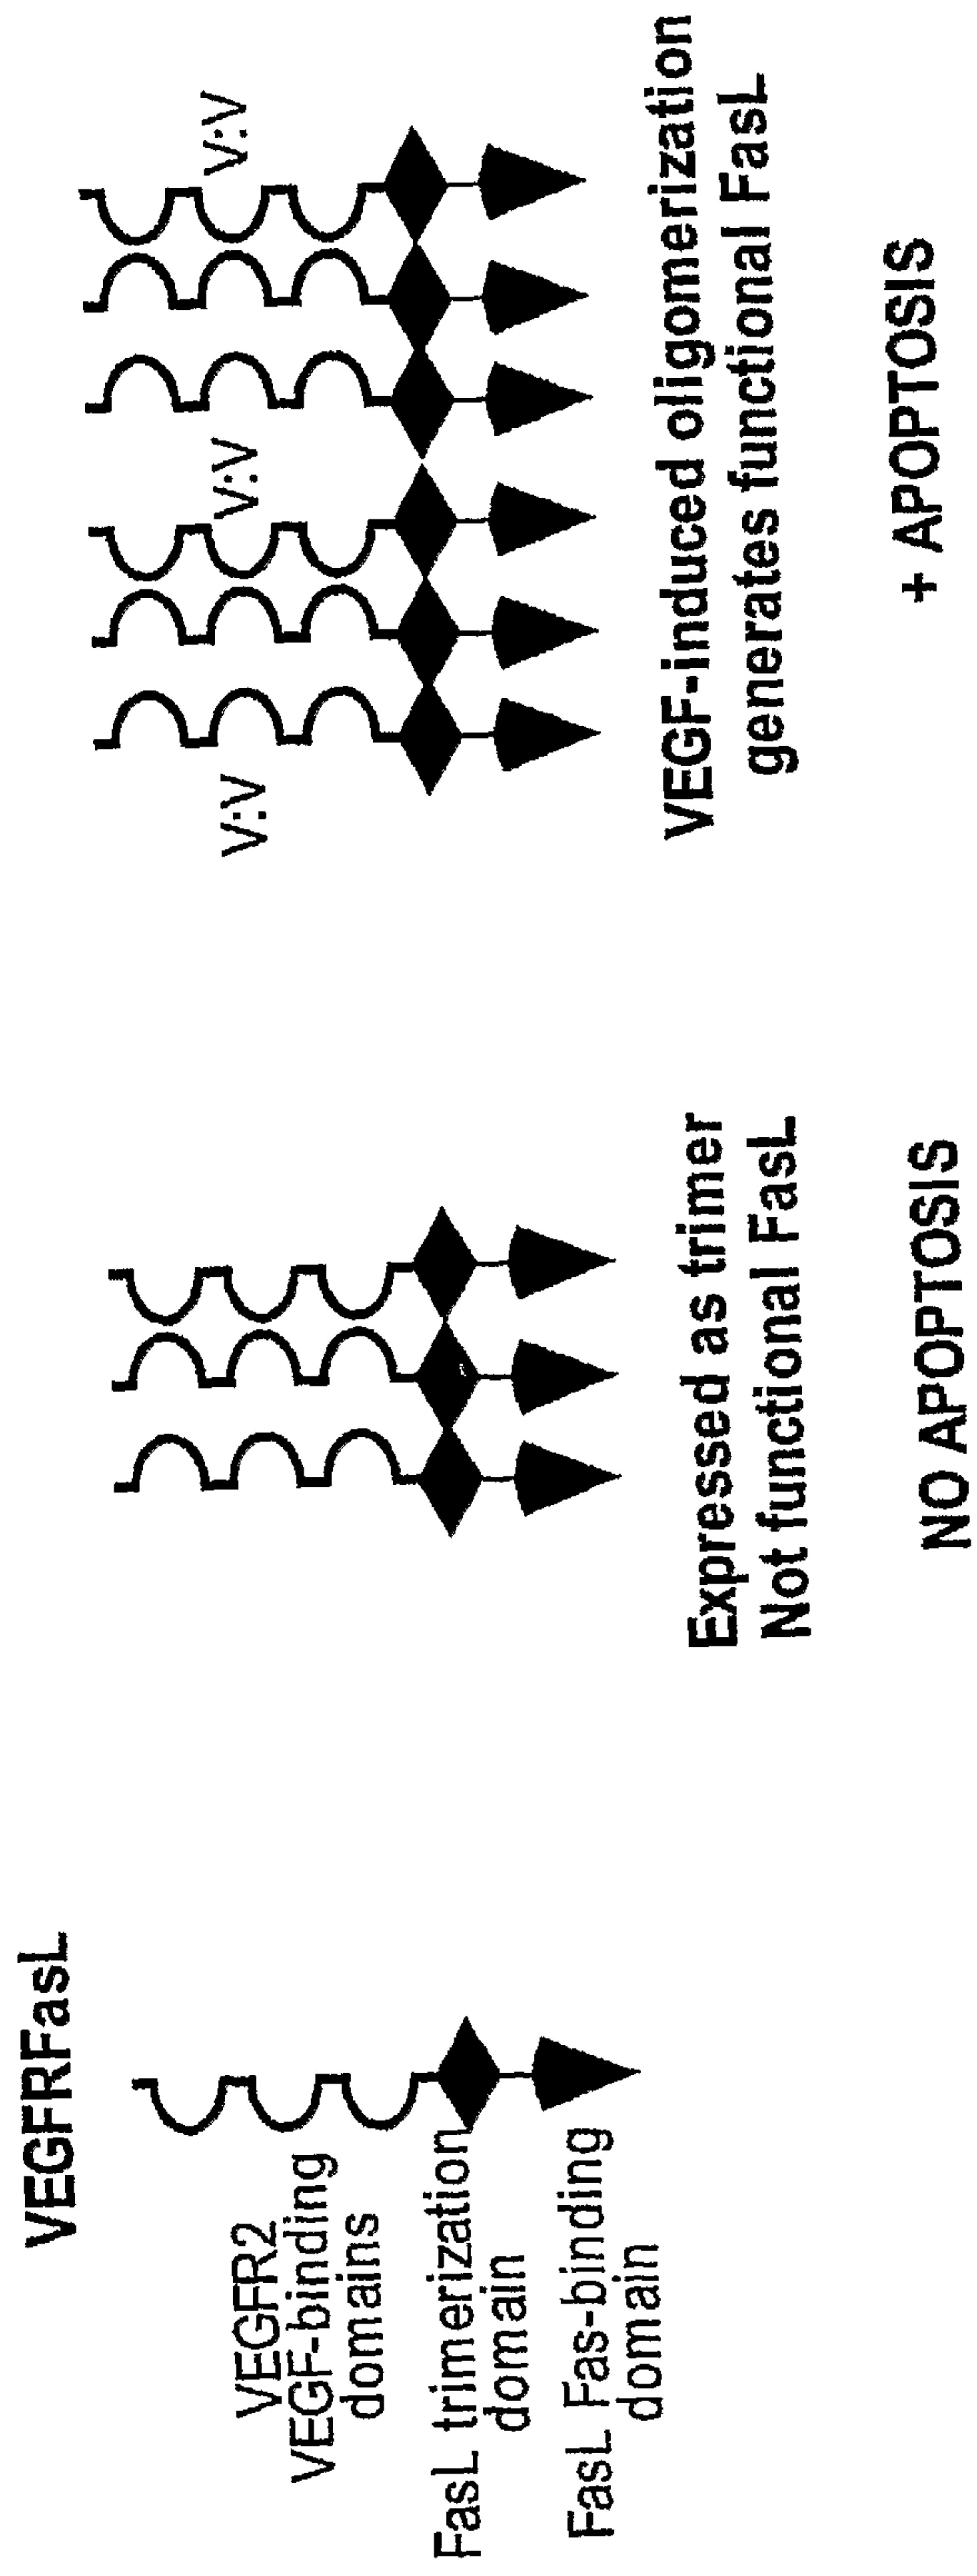 VEGFRFasL
VEGFR2
VEGF-binding
domains
FasL trimerization
domain
FasL Fas-binding
domain
Expressed as trimer
Not functional FasL
NO APOPTOSIS
V:V
V:V
V:V
VEGF-induced oligomerization
generates functional FasL
+ APOPTOSIS